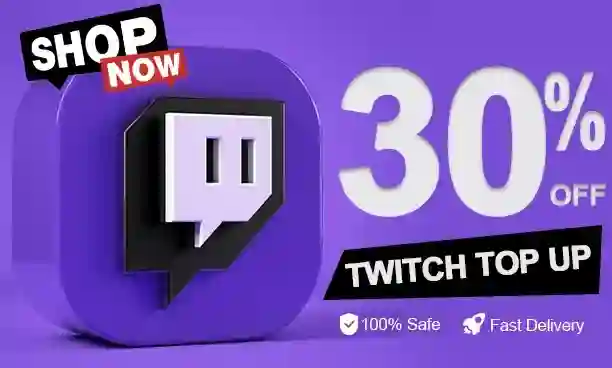 SHOP
NOW
30%
OFF
TWITCH TOP UP
100% Safe
Fast Delivery